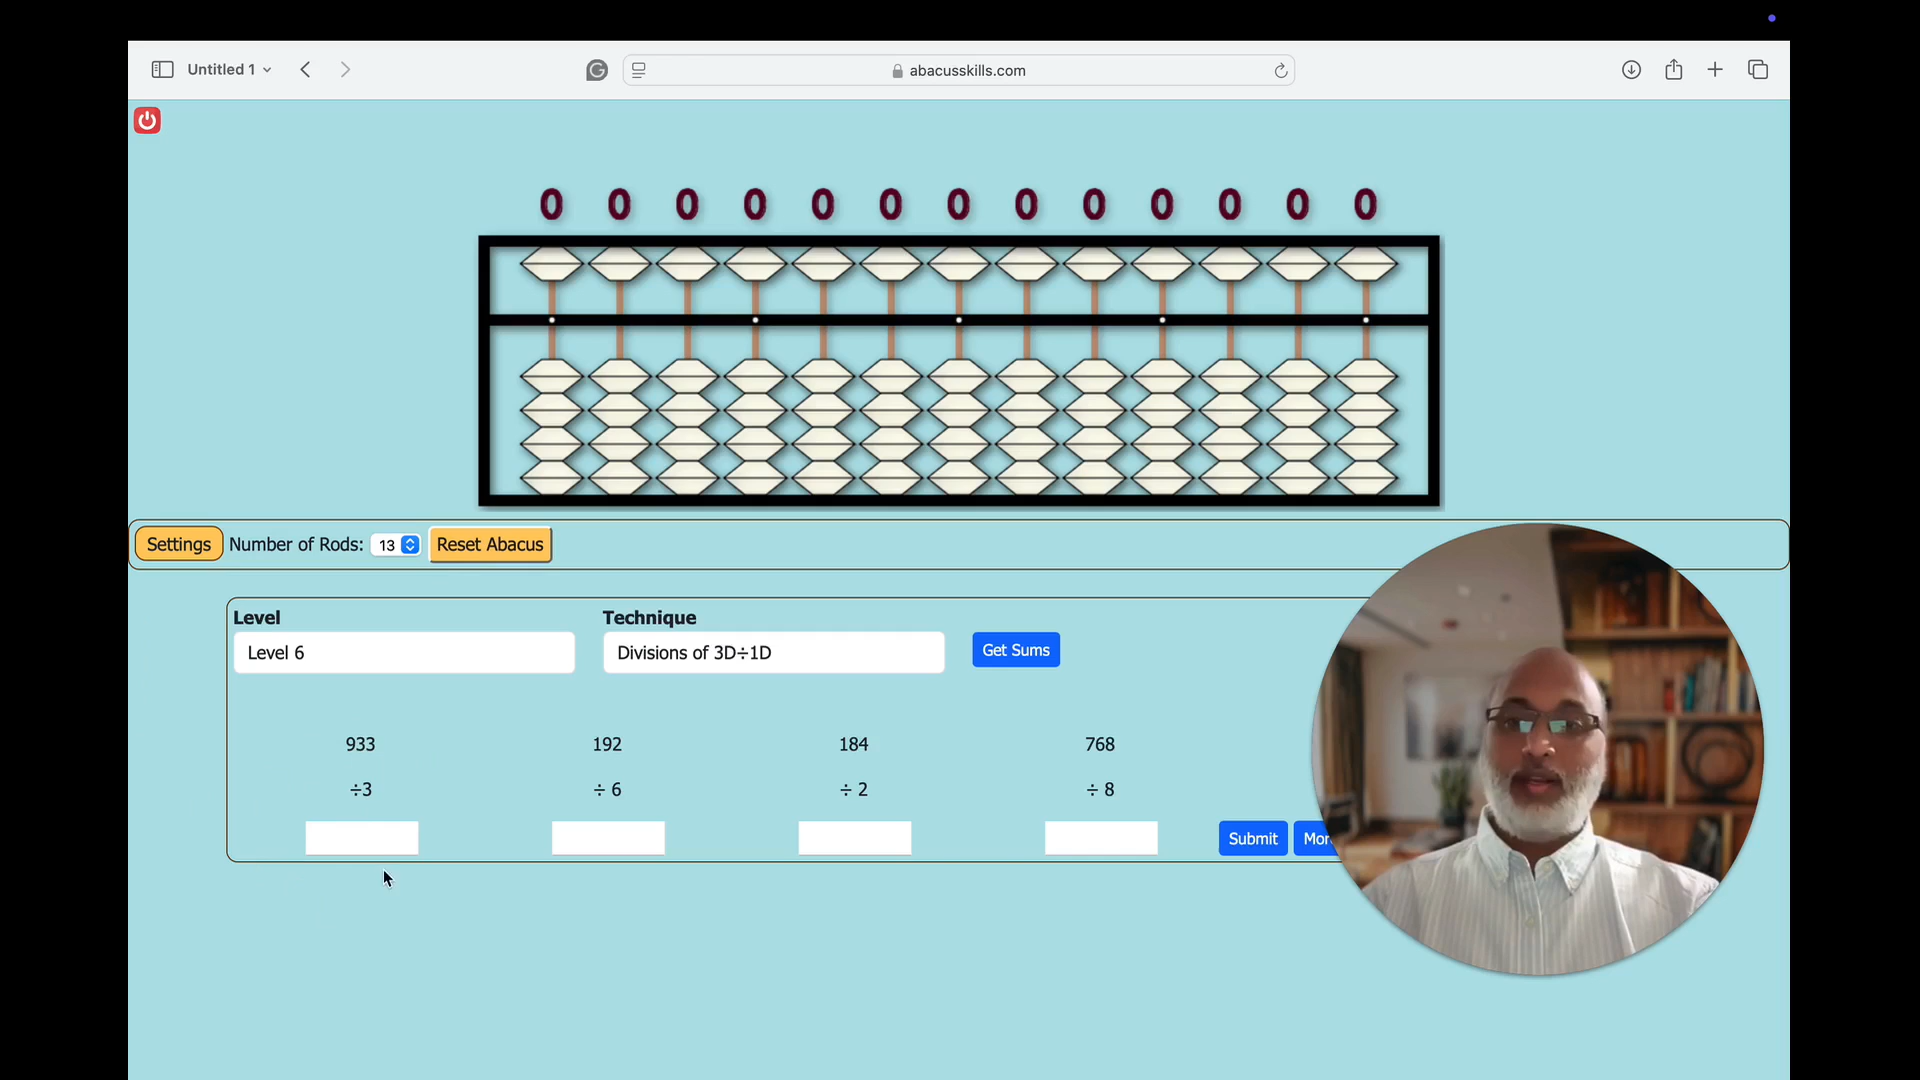 Untitled 1
abacusskills.com
0 0 0 0 0 0 0 0 0 0 0 0 0
Settings Number of Rods: 13 Reset Abacus
Level Technique
Level 6 Divisions of 3D÷1D Get Sums
933 192 184 768
÷3 ÷ 6 ÷ 2 ÷ 8
Submit